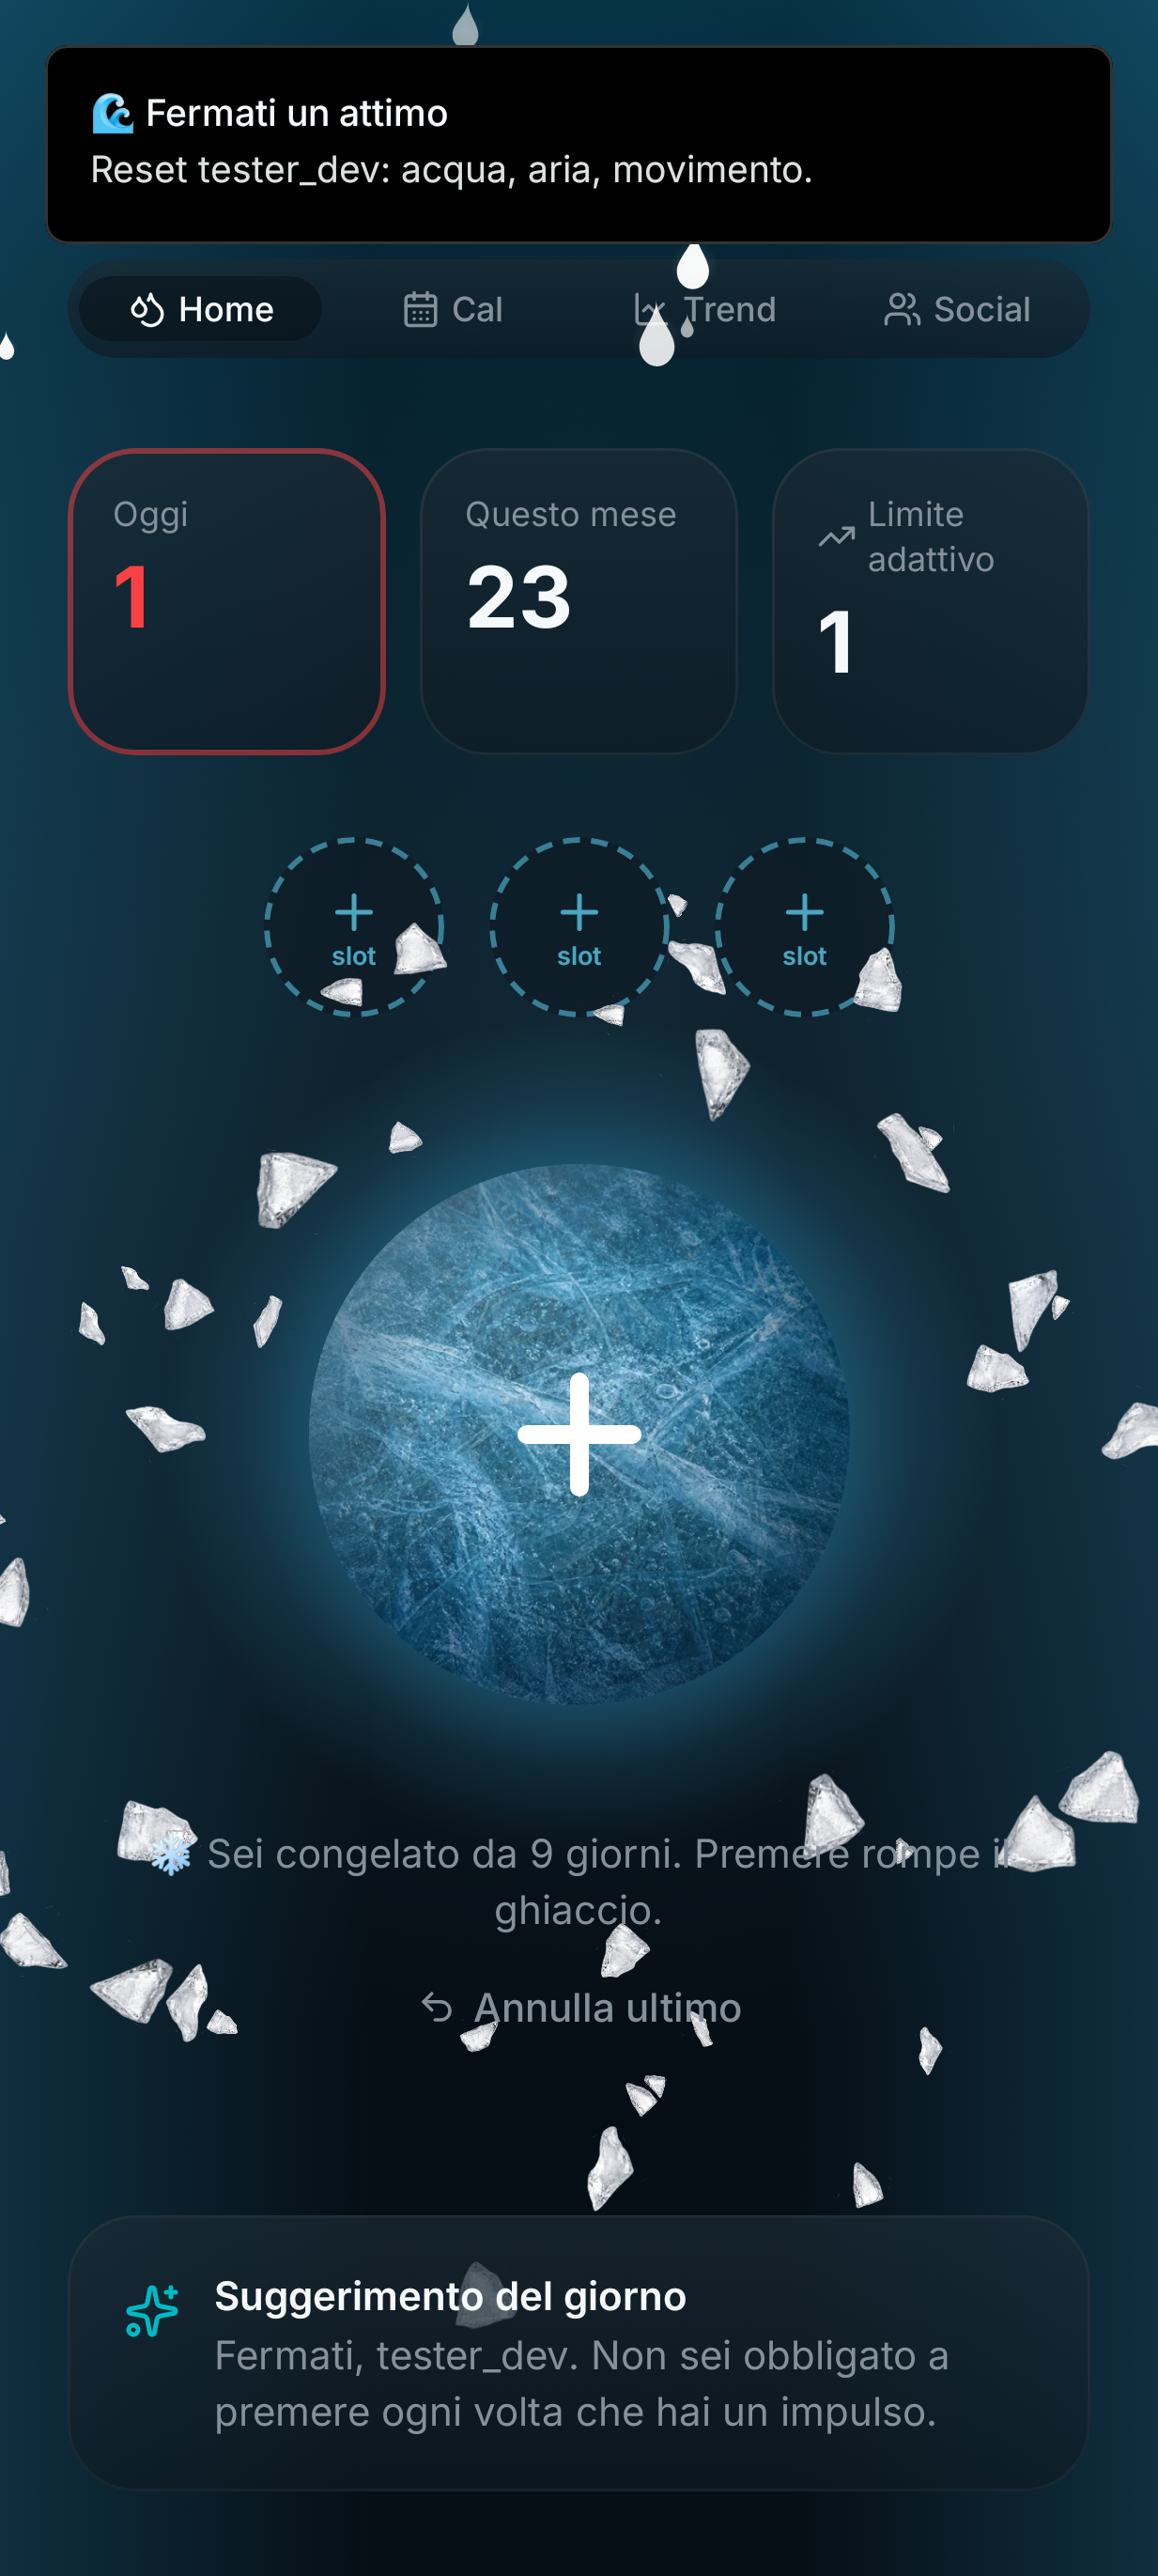 🌊 Fermati un attimo
Reset tester_dev: acqua, aria, movimento.
Home
Cal
Trend
Social
Oggi
1
Questo mese
23
Limite
adattivo
1
slot
slot
slot
❄️ Sei congelato da 9 giorni. Premere rompe il
ghiaccio.
Annulla ultimo
Suggerimento del giorno
Fermati, tester_dev. Non sei obbligato a
premere ogni volta che hai un impulso.